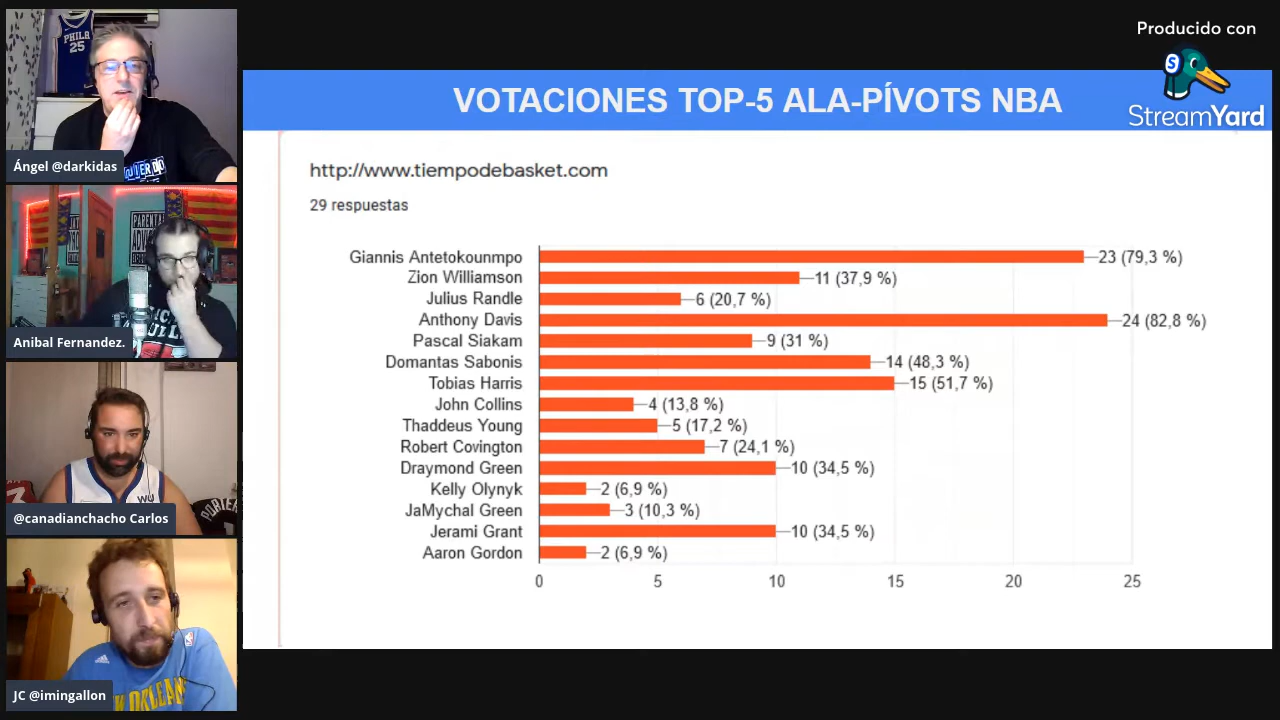 PHILA
25
Ángel @darkidas
PARENTAL
Anibal Fernandez.
@canadianchacho Carlos
JC @imingallon
Producido con
StreamYard
VOTACIONES TOP-5 ALA-PÍVOTS NBA
http://www.tiempodebasket.com
29 respuestas
Giannis Antetokounmpo 23 (79,3 %)
Zion Williamson 11 (37,9 %)
Julius Randle 6 (20,7 %)
Anthony Davis 24 (82,8 %)
Pascal Siakam 9 (31 %)
Domantas Sabonis 14 (48,3 %)
Tobias Harris 15 (51,7 %)
John Collins 4 (13,8 %)
Thaddeus Young 5 (17,2 %)
Robert Covington 7 (24,1 %)
Draymond Green 10 (34,5 %)
Kelly Olynyk 2 (6,9 %)
JaMychal Green 3 (10,3 %)
Jerami Grant 10 (34,5 %)
Aaron Gordon 2 (6,9 %)
0 5 10 15 20 25